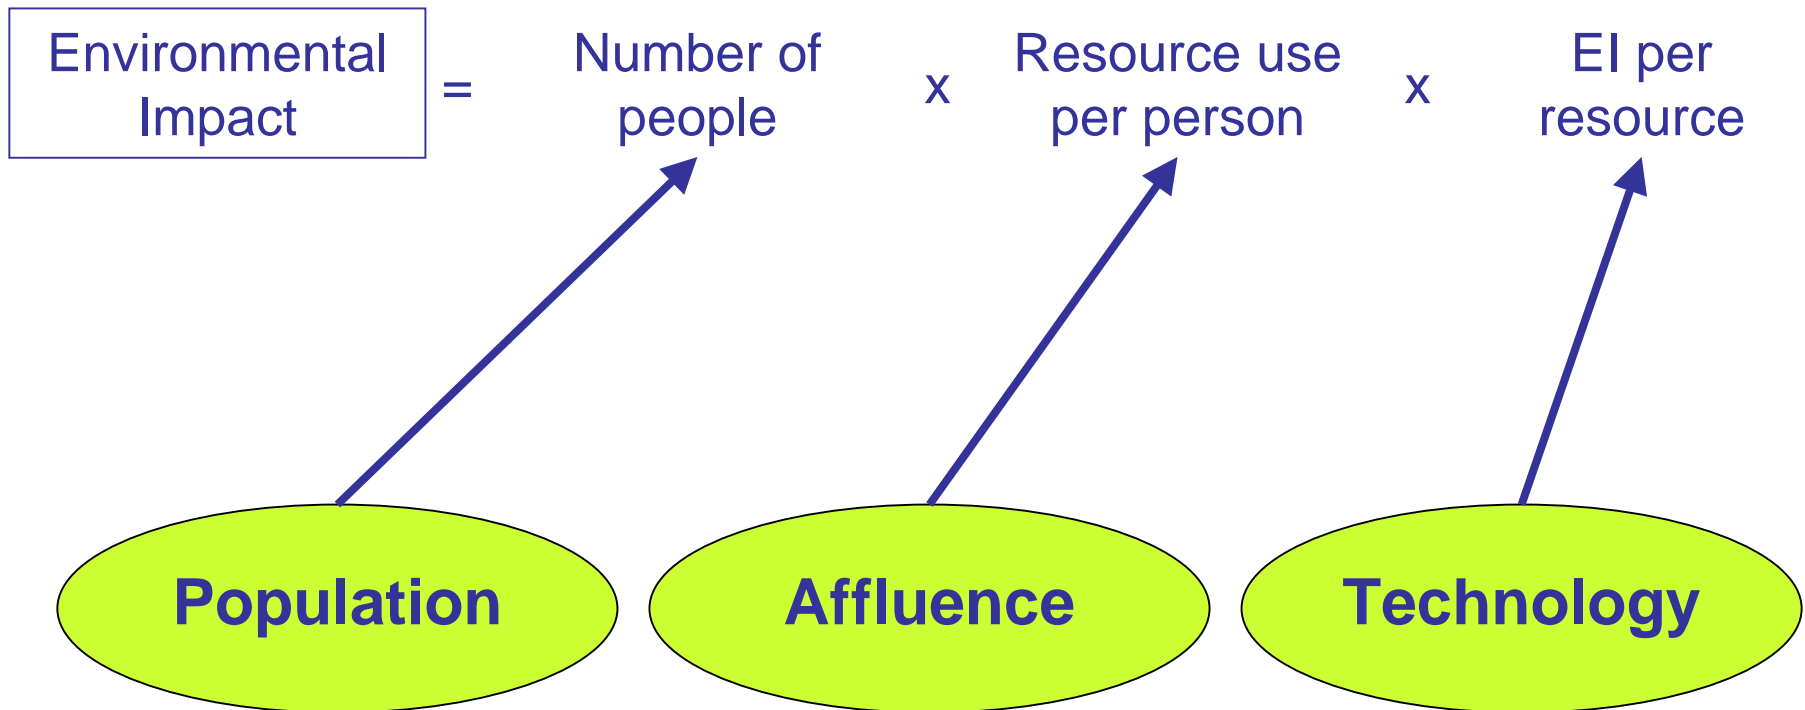 Environmental
Impact
=
Number of
people
x
Resource use
per person
x
EI per
resource
Population
Affluence
Technology